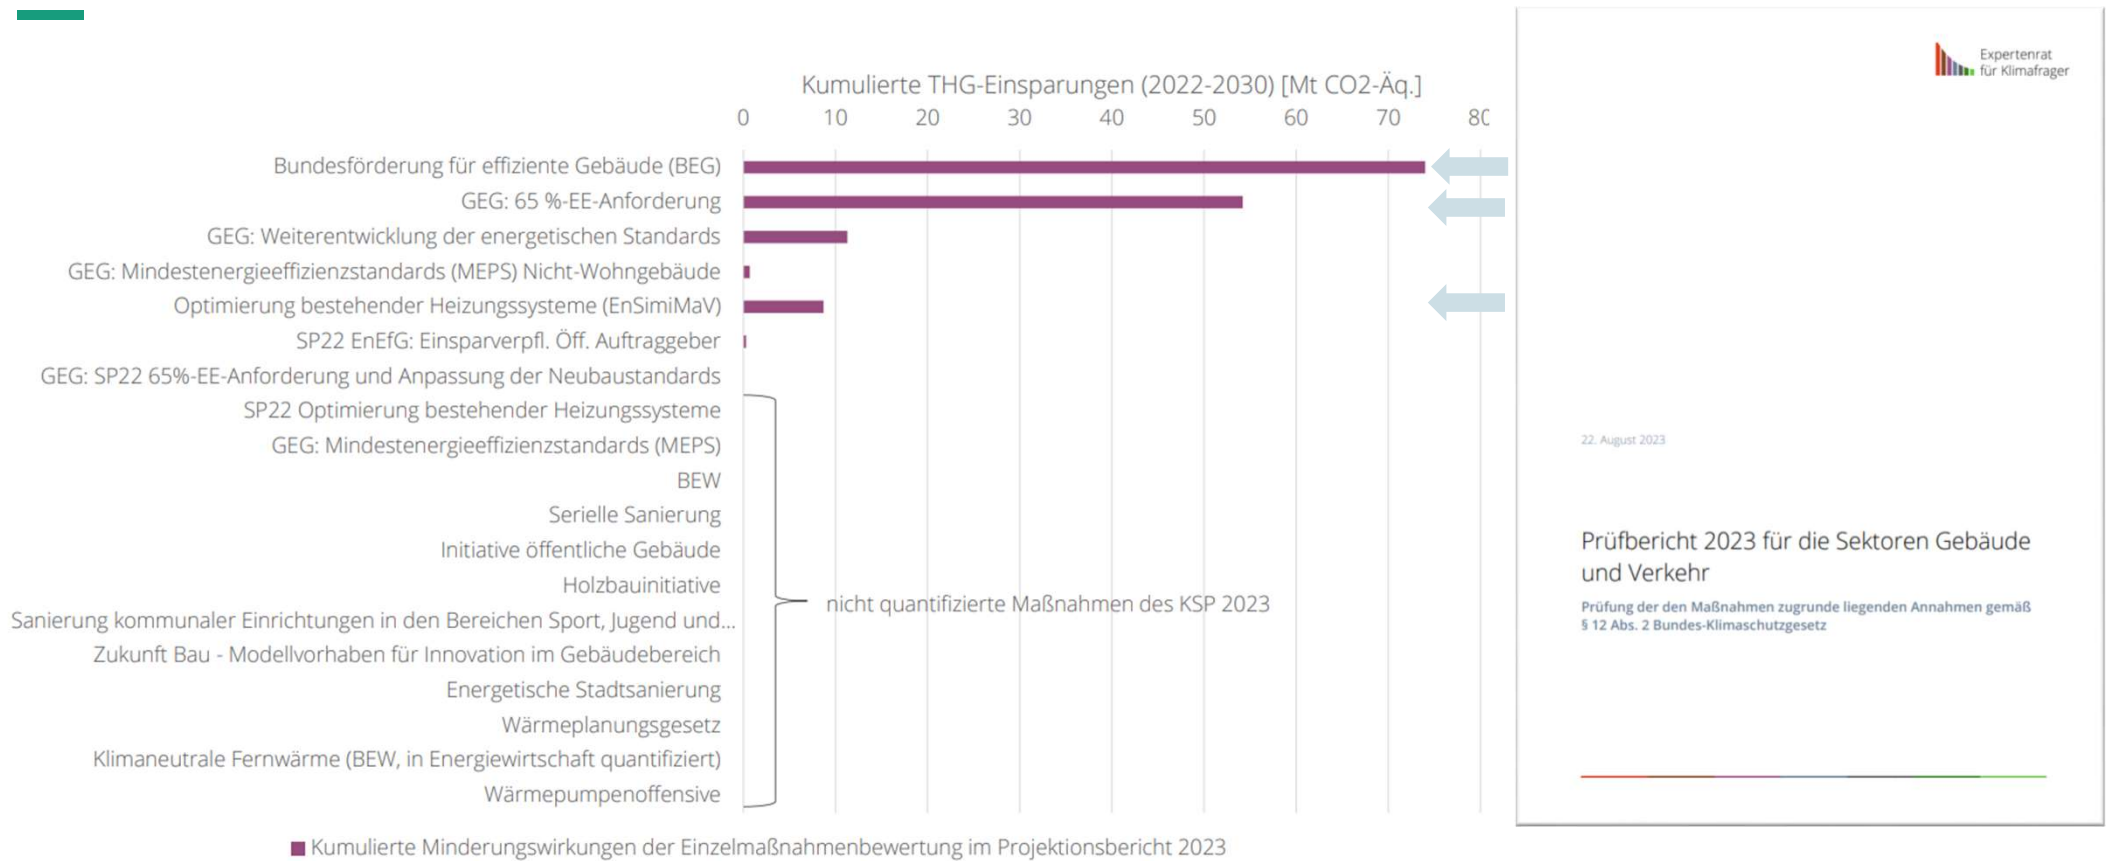 Kumulierte THG-Einsparungen (2022-2030) [Mt CO2-Äq.]
0 10 20 30 40 50 60 70 80
Bundesförderung für effiziente Gebäude (BEG)
GEG: 65 %-EE-Anforderung
GEG: Weiterentwicklung der energetischen Standards
GEG: Mindestenergieeffizienzstandards (MEPS) Nicht-Wohngebäude
Optimierung bestehender Heizungssysteme (EnSimiMaV)
SP22 EnEfG: Einsparverpfl. Öff. Auftraggeber
GEG: SP22 65%-EE-Anforderung und Anpassung der Neubaustandards
SP22 Optimierung bestehender Heizungssysteme
GEG: Mindestenergieeffizienzstandards (MEPS)
BEW
Serielle Sanierung
Initiative öffentliche Gebäude
Holzbauinitiative
Sanierung kommunaler Einrichtungen in den Bereichen Sport, Jugend und...
Zukunft Bau - Modellvorhaben für Innovation im Gebäudebereich
Energetische Stadtsanierung
Wärmeplanungsgesetz
Klimaneutrale Fernwärme (BEW, in Energiewirtschaft quantifiziert)
Wärmepumpenoffensive
nicht quantifizierte Maßnahmen des KSP 2023
Kumulierte Minderungswirkungen der Einzelmaßnahmenbewertung im Projektionsbericht 2023
Expertenrat
für Klimafragen
22. August 2023
Prüfbericht 2023 für die Sektoren Gebäude
und Verkehr
Prüfung der den Maßnahmen zugrunde liegenden Annahmen gemäß
§ 12 Abs. 2 Bundes-Klimaschutzgesetz